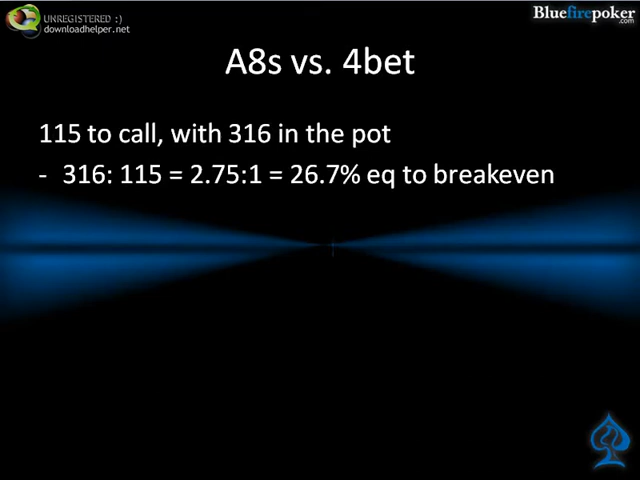 UNREGISTERED :)
downloadhelper.net
Bluefirepoker
.com
A8s vs. 4bet
115 to call, with 316 in the pot
- 316: 115 = 2.75:1 = 26.7% eq to breakeven